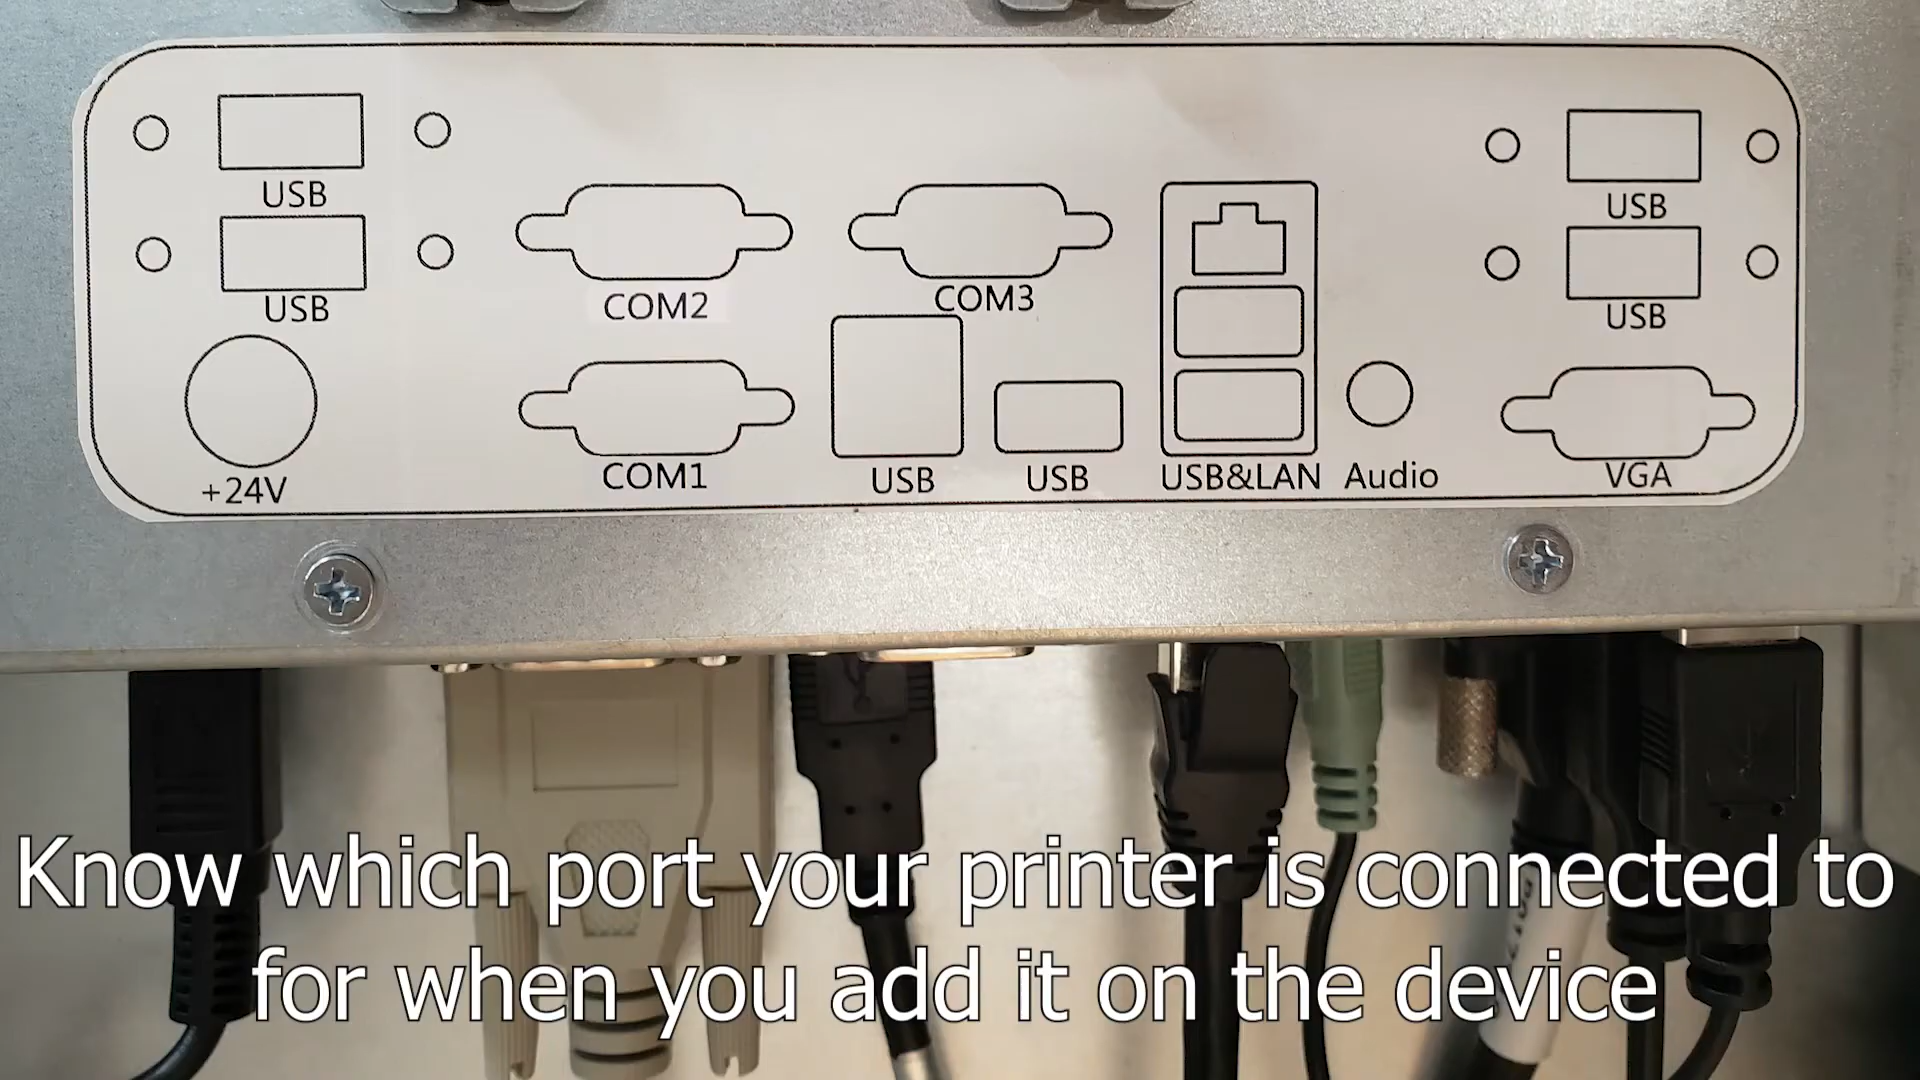 USB
USB
USB
USB
COM2
COM3
COM1
USB
USB
USB&LAN
Audio
VGA
+24V
Know which port your printer is connected to
for when you add it on the device